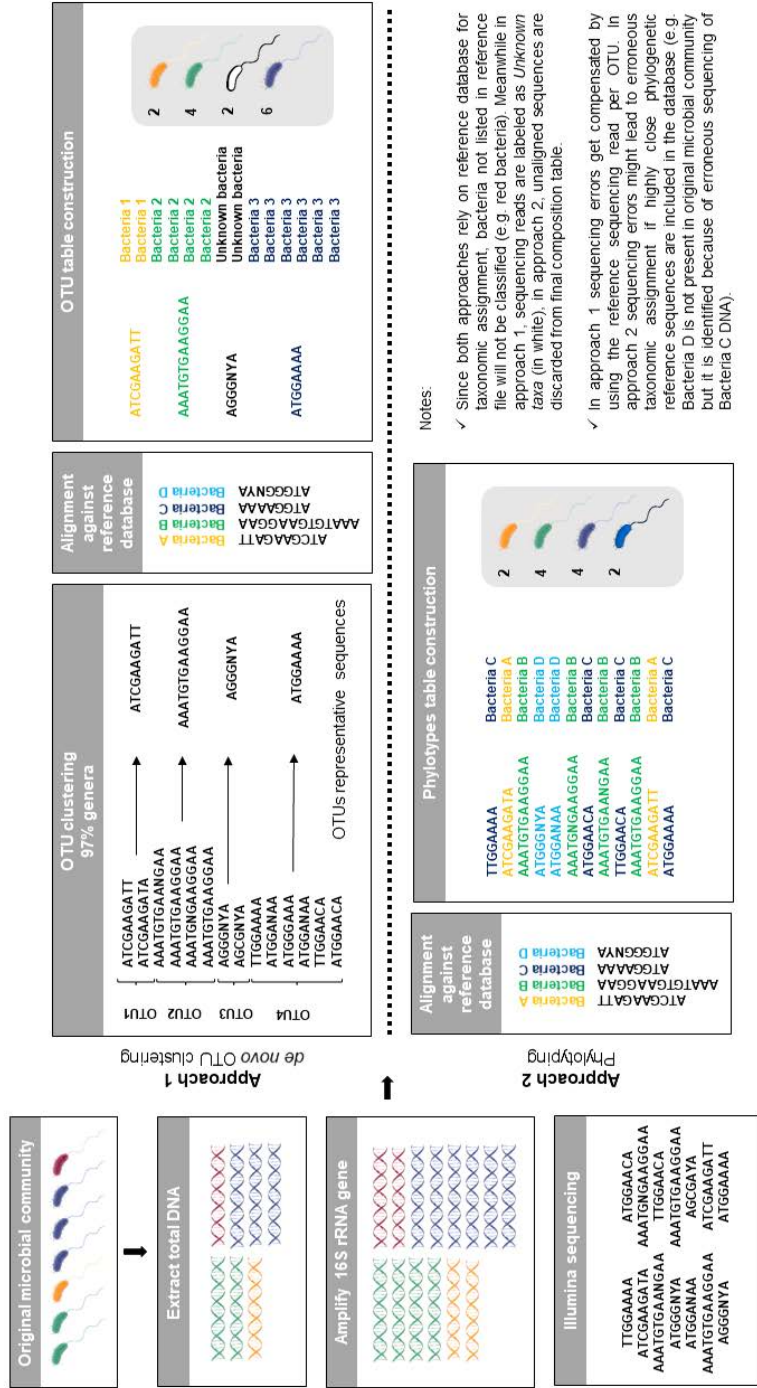 Original microbial community
Extract total DNA
Amplify 16S rRNA gene
Illumina sequencing
TTGGAAAA
ATCGAAGATA
AAATGTGAANGAA
ATGGGNYA
ATGGANAA
AAATGTGAAGGAA
AGGGNYA
ATGGAACA
AAATGNGAAGGAA
TTGGAACA
AAATGTGAAGGAA
AGCGAYA
ATCGAAGATT
ATGGAAAA
Approach 1
de novo OTU clustering
OTU clustering
97% genera
OTU1
OTU2
OTU3
OTU4
ATCGAAGATT
ATCGAAGATA
AAATGTGAANGAA
AAATGTGAAGGAA
AAATGNGAAGGAA
AAATGTGAAGGAA
AGGGNYA
AGCGNYA
TTGGAAAA
ATGGANAA
ATGGGAAA
ATGGANAA
TTGGAACA
ATGGAACA
ATCGAAGATT
AAATGTGAAGGAA
AGGGNYA
ATGGAAAA
OTUs representative sequences
Alignment
against
reference
database
Bacteria A
ATCGAAGATT
Bacteria B
AAATGTGAAGGAA
Bacteria C
ATGGAAAA
Bacteria D
ATGGGNYA
OTU table construction
ATCGAAGATT
AAATGTGAAGGAA
AGGGNYA
ATGGAAAA
Bacteria 1
Bacteria 1
Bacteria 2
Bacteria 2
Bacteria 2
Bacteria 2
Unknown bacteria
Unknown bacteria
Bacteria 3
Bacteria 3
Bacteria 3
Bacteria 3
Bacteria 3
Bacteria 3
2
4
2
6
Approach 2
Phylotyping
Alignment
against
reference
database
Bacteria A
ATCGAAGATT
Bacteria B
AAATGTGAAGGAA
Bacteria C
ATGGAAAA
Bacteria D
ATGGGNYA
Phylotypes table construction
TTGGAAAA Bacteria C
ATCGAAGATA Bacteria A
AAATGTGAAGGAA Bacteria B
ATGGGNYA Bacteria D
ATGGANAA Bacteria D
AAATGNGAAGGAA Bacteria B
ATGGAACA Bacteria C
AAATGTGAANGAA Bacteria B
TTGGAACA Bacteria C
AAATGTGAAGGAA Bacteria B
ATCGAAGATT Bacteria A
ATGGAAAA Bacteria C
2
4
4
2
Notes:
✓ Since both approaches rely on reference database for
taxonomic assignment, bacteria not listed in reference
file will not be classified (e.g. red bacteria). Meanwhile in
approach 1, sequencing reads are labeled as Unknown
taxa (in white), in approach 2, unaligned sequences are
discarded from final composition table.
✓ In approach 1 sequencing errors get compensated by
using the reference sequencing read per OTU. In
approach 2 sequencing errors might lead to erroneous
taxonomic assignment if highly close phylogenetic
reference sequences are included in the database (e.g.
Bacteria D is not present in original microbial community
but it is identified because of erroneous sequencing of
Bacteria C DNA).